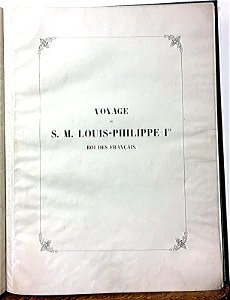 VOYAGE
DE
S. M. LOUIS-PHILIPPE Iᵉʳ
ROI DES FRANÇAIS.